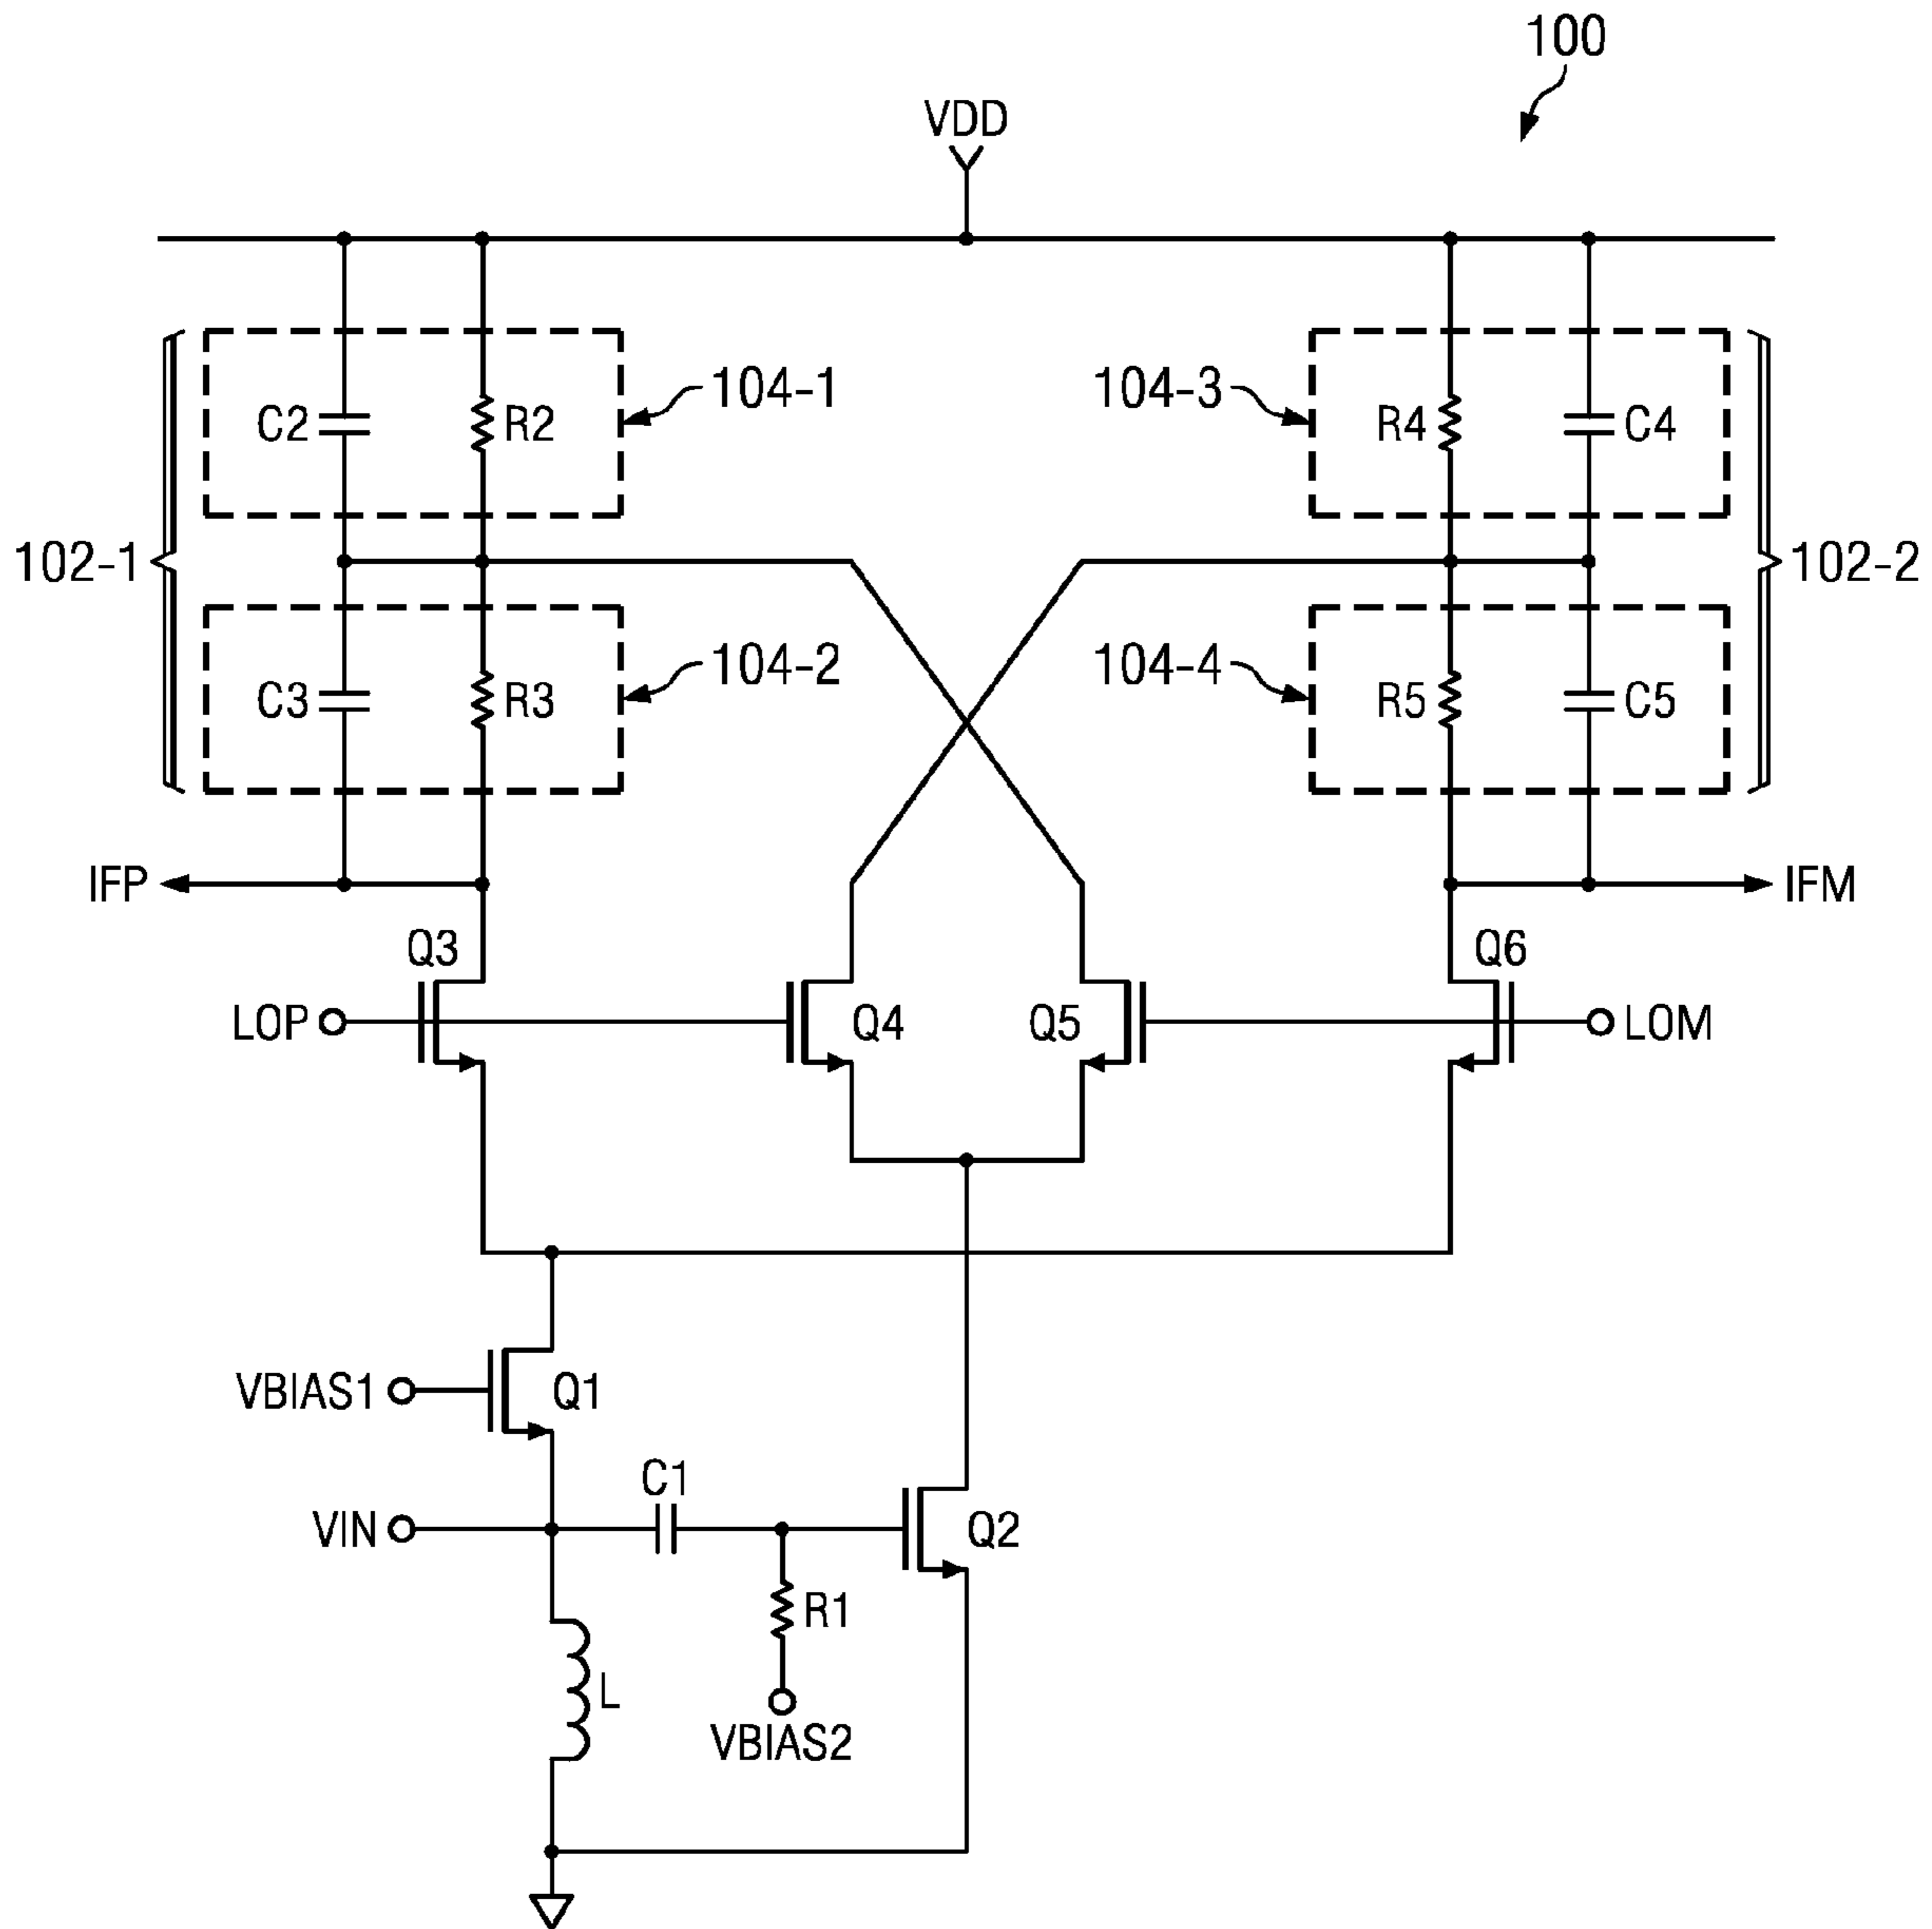 100
VDD
C2
R2
104-1
104-3
R4
C4
102-1
102-2
C3
R3
104-2
104-4
R5
C5
IFP
IFM
Q3
Q6
LOP
Q4
Q5
LOM
VBIAS1
Q1
C1
VIN
Q2
R1
L
VBIAS2